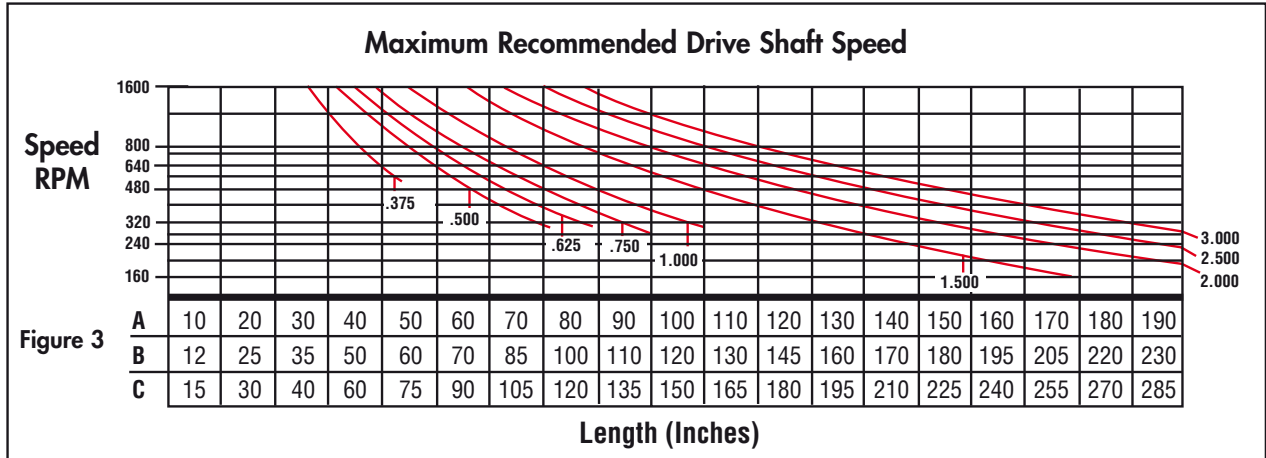 Maximum Recommended Drive Shaft Speed
Speed
RPM
1600
800
640
480
320
240
160
.375
.500
.625
.750
1.000
1.500
3.000
2.500
2.000
Figure 3
A 10 20 30 40 50 60 70 80 90 100 110 120 130 140 150 160 170 180 190
B 12 25 35 50 60 70 85 100 110 120 130 145 160 170 180 195 205 220 230
C 15 30 40 60 75 90 105 120 135 150 165 180 195 210 225 240 255 270 285
Length (Inches)